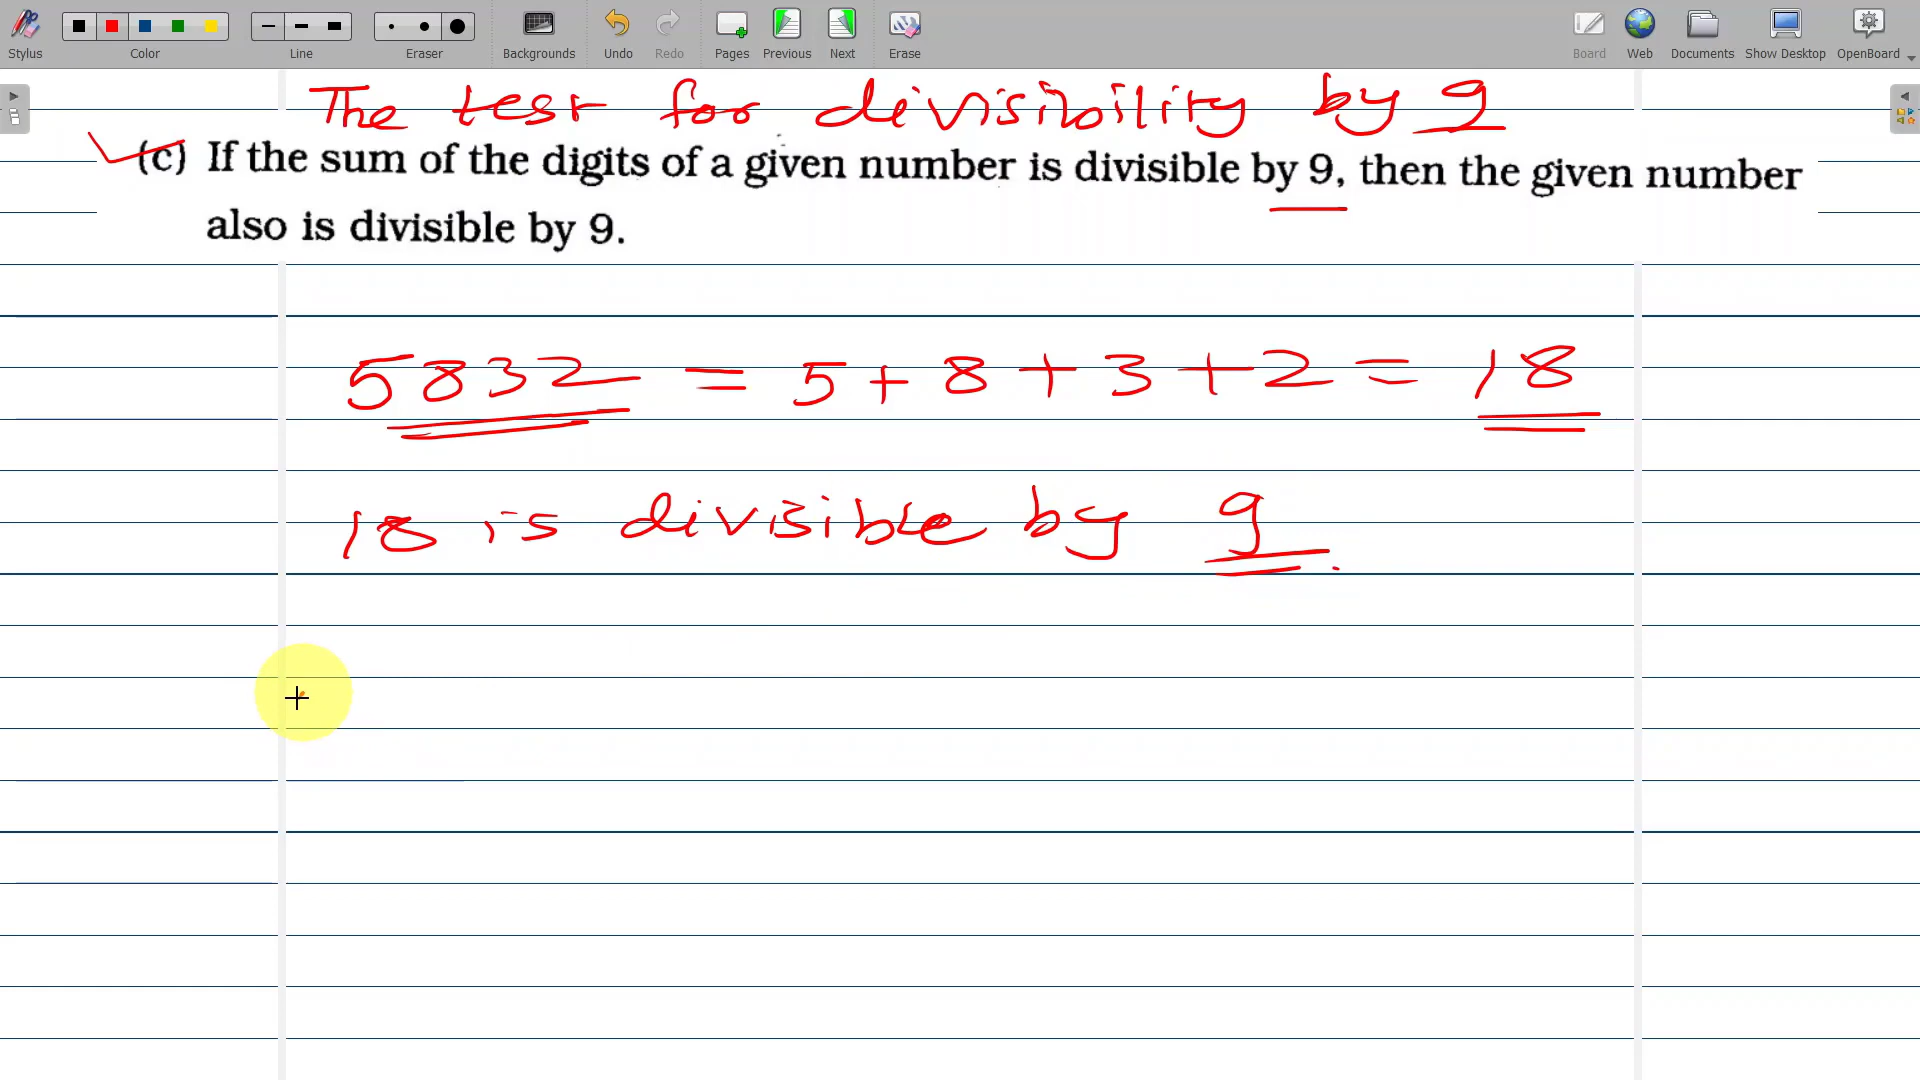 Stylus Color Line Eraser Backgrounds Undo Redo Pages Previous Next Erase Board Web Documents Show Desktop OpenBoard
The test for divisibility by 9
(c) If the sum of the digits of a given number is divisible by 9, then the given number
also is divisible by 9.
5832 = 5 + 8 + 3 + 2 = 18
18 is divisible by 9.